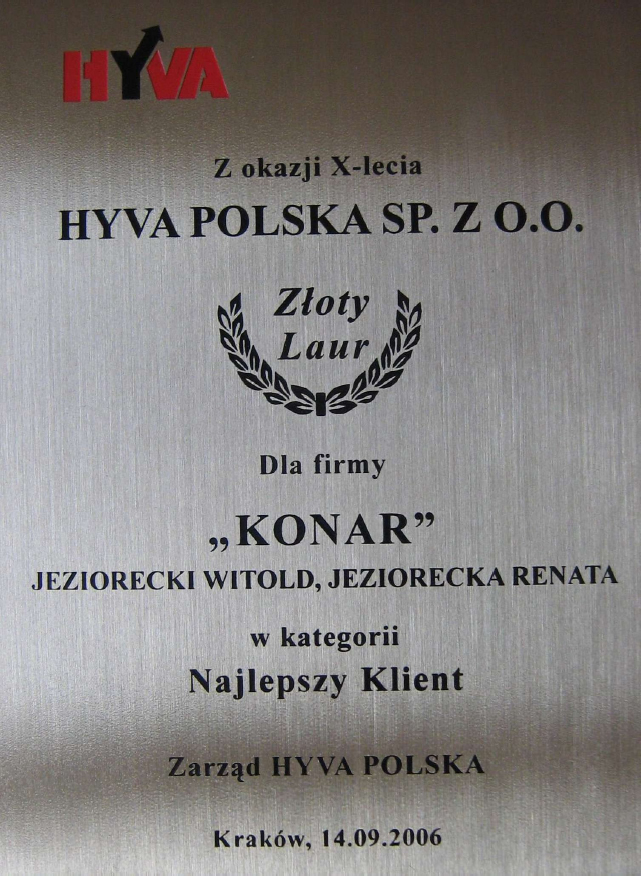 HYVA
Z okazji X-lecia
HYVA POLSKA SP. Z O.O.
Złoty
Laur
Dla firmy
„KONAR”
JEZIORECKI WITOLD, JEZIORECKA RENATA
w kategorii
Najlepszy Klient
Zarząd HYVA POLSKA
Kraków, 14.09.2006